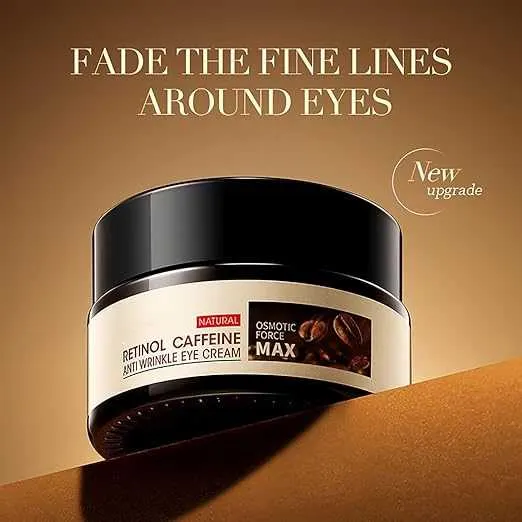 FADE THE FINE LINES
AROUND EYES
New
upgrade
NATURAL
RETINOL CAFFEINE
ANTI WRINKLE EYE CREAM
OSMOTIC
FORCE
MAX